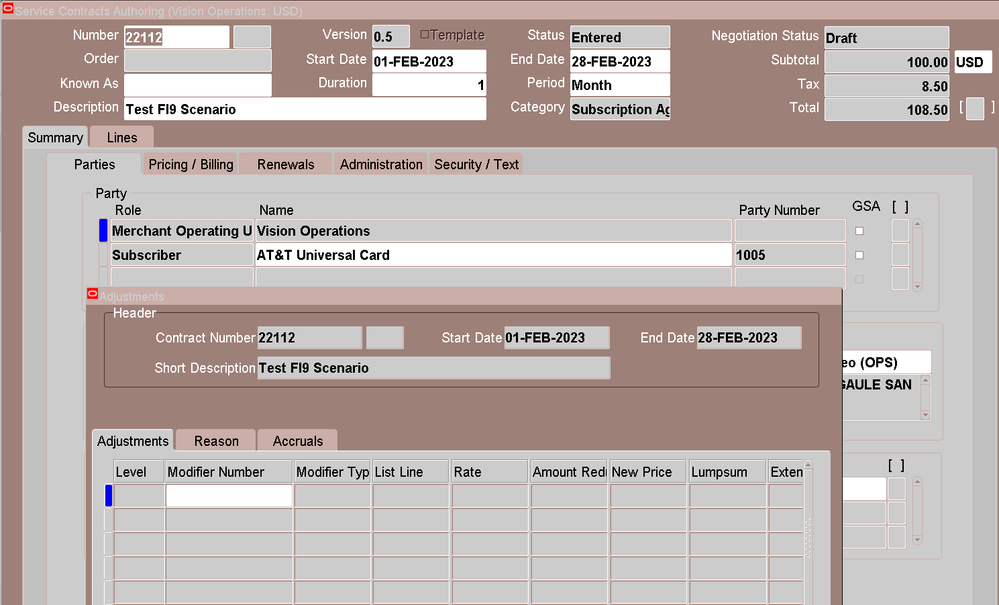 Service Contracts Authoring (Vision Operations: USD)
Number 22112 Version 0.5 Template Status Entered Negotiation Status Draft
Order Start Date 01-FEB-2023 End Date 28-FEB-2023 Subtotal 100.00 USD
Known As Duration 1 Period Month Tax 8.50
Description Test FI9 Scenario Category Subscription Ag Total 108.50 [ ]
Summary Lines
Parties Pricing / Billing Renewals Administration Security / Text
Party
Role Name Party Number GSA [ ]
Merchant Operating U Vision Operations
Subscriber AT&T Universal Card 1005
Adjustments
Header
Contract Number 22112 Start Date 01-FEB-2023 End Date 28-FEB-2023
Short Description Test FI9 Scenario
eo (OPS)
GAULE SAN
Adjustments Reason Accruals
[ ]
Level Modifier Number Modifier Typ List Line Rate Amount Red New Price Lumpsum Exten